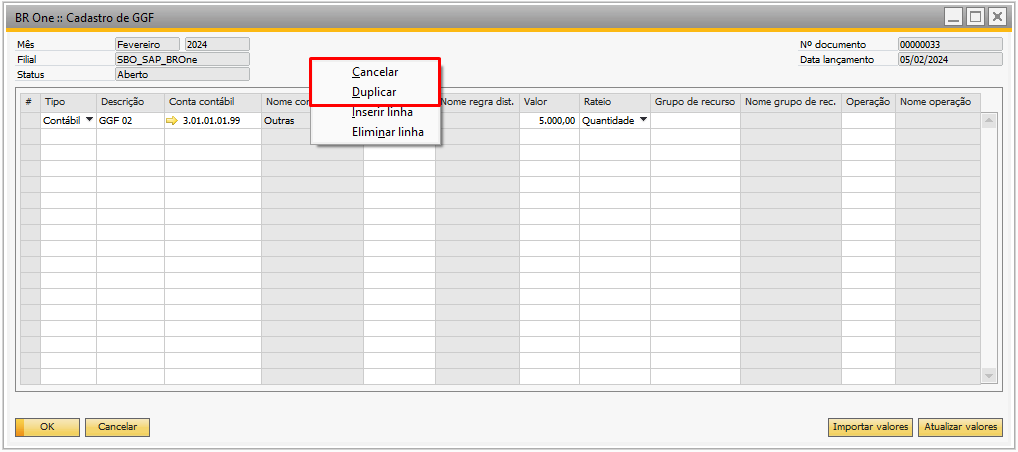 BR One :: Cadastro de GGF
Mês Fevereiro 2024 Nº documento 00000033
Filial SBO_SAP_BROne Data lançamento 05/02/2024
Status Aberto
Cancelar
Duplicar
Inserir linha
Eliminar linha
# Tipo Descrição Conta contábil Nome con Nome regra dist. Valor Rateio Grupo de recurso Nome grupo de rec. Operação Nome operação
Contábil GGF 02 3.01.01.01.99 Outras 5.000,00 Quantidade
OK Cancelar Importar valores Atualizar valores